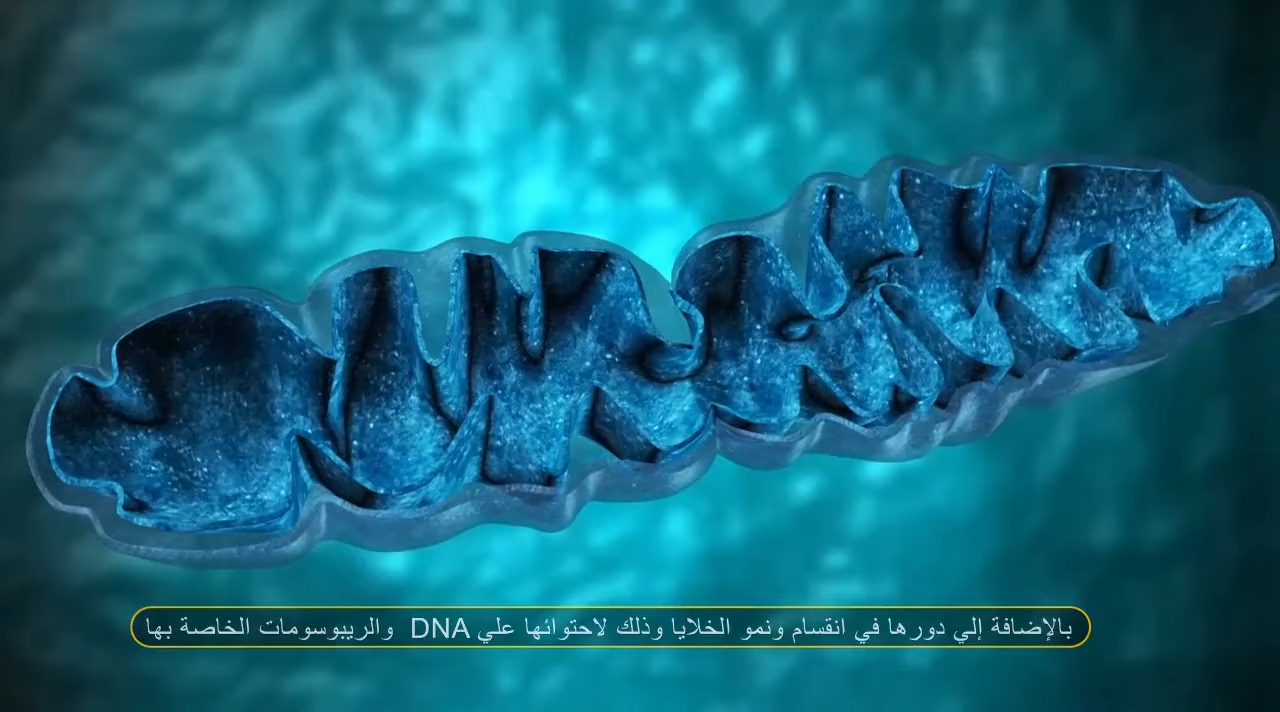 بالإضافة إلي دورها في انقسام ونمو الخلايا وذلك لاحتوائها علي DNA والريبوسومات الخاصة بها